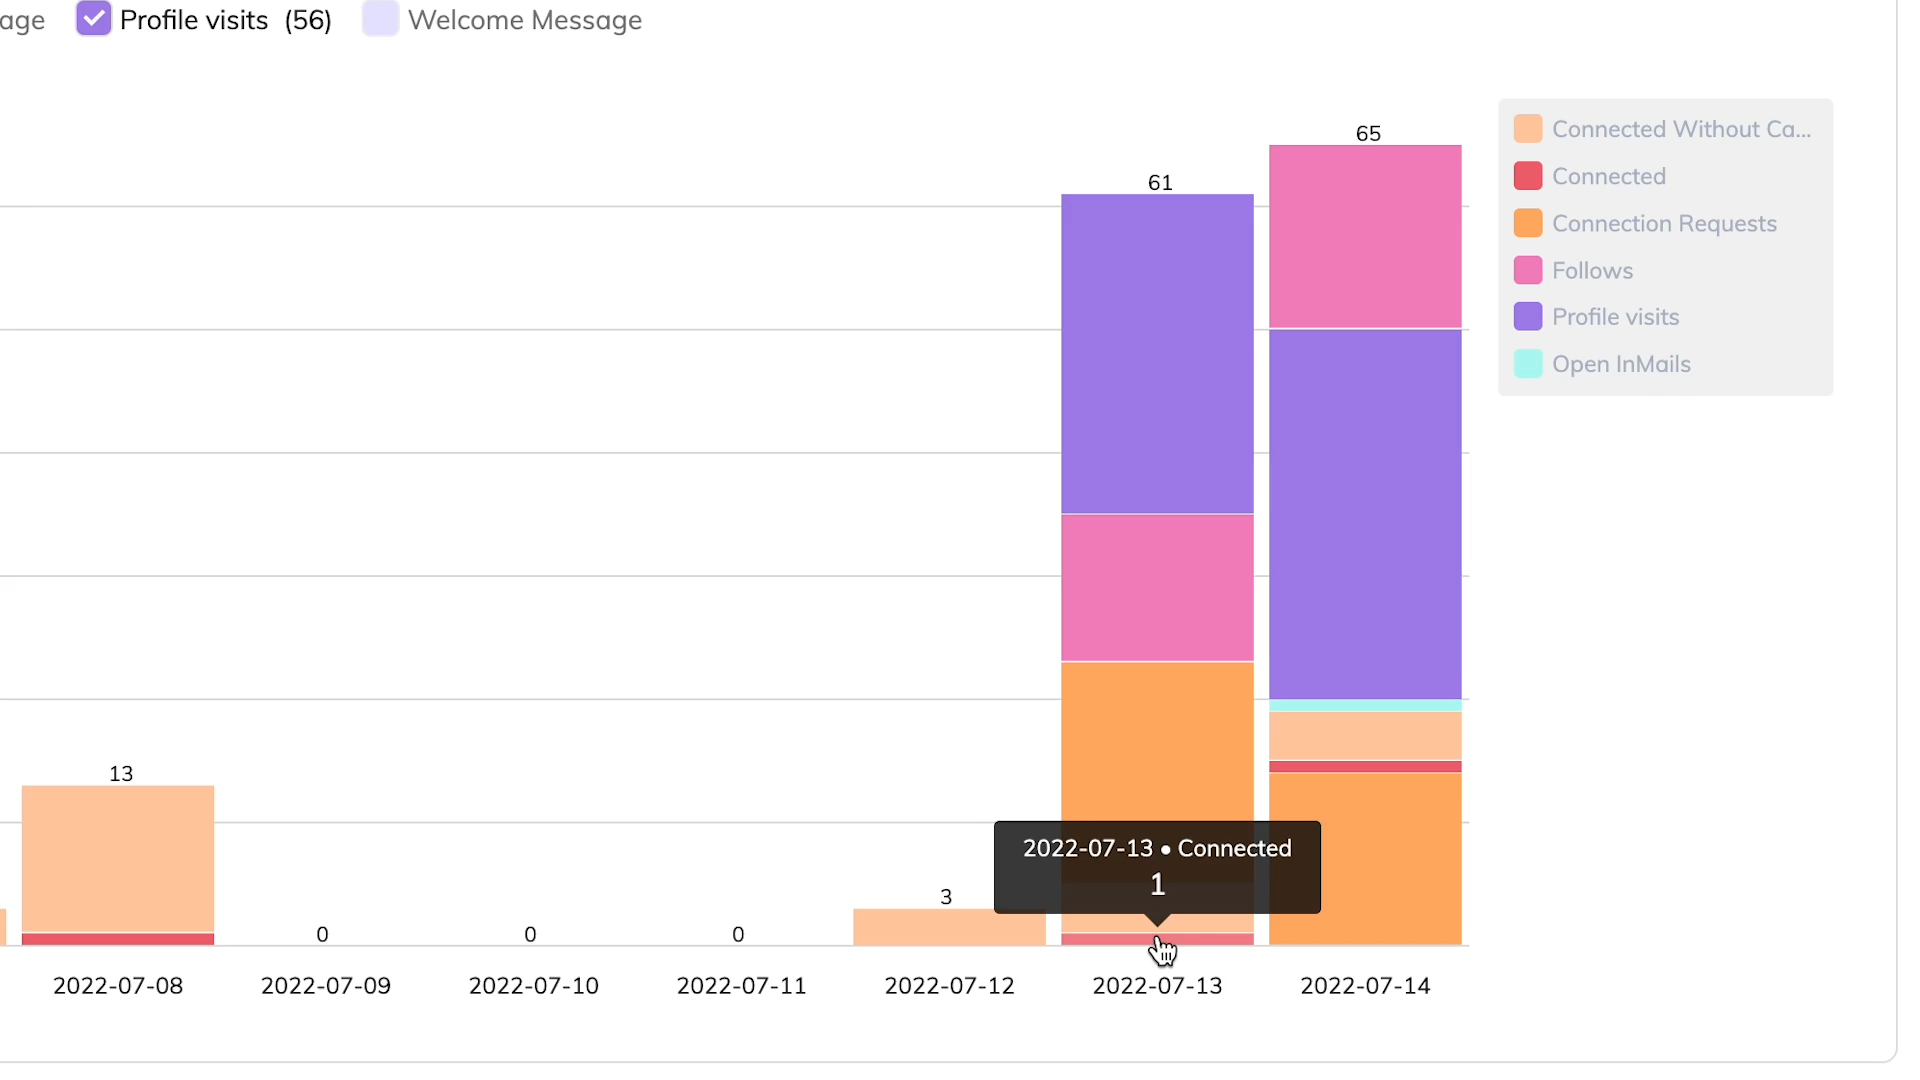 age Profile visits (56) Welcome Message
65
61
13
3
0
0
0
2022-07-13 • Connected
1
2022-07-08
2022-07-09
2022-07-10
2022-07-11
2022-07-12
2022-07-13
2022-07-14
Connected Without Ca...
Connected
Connection Requests
Follows
Profile visits
Open InMails